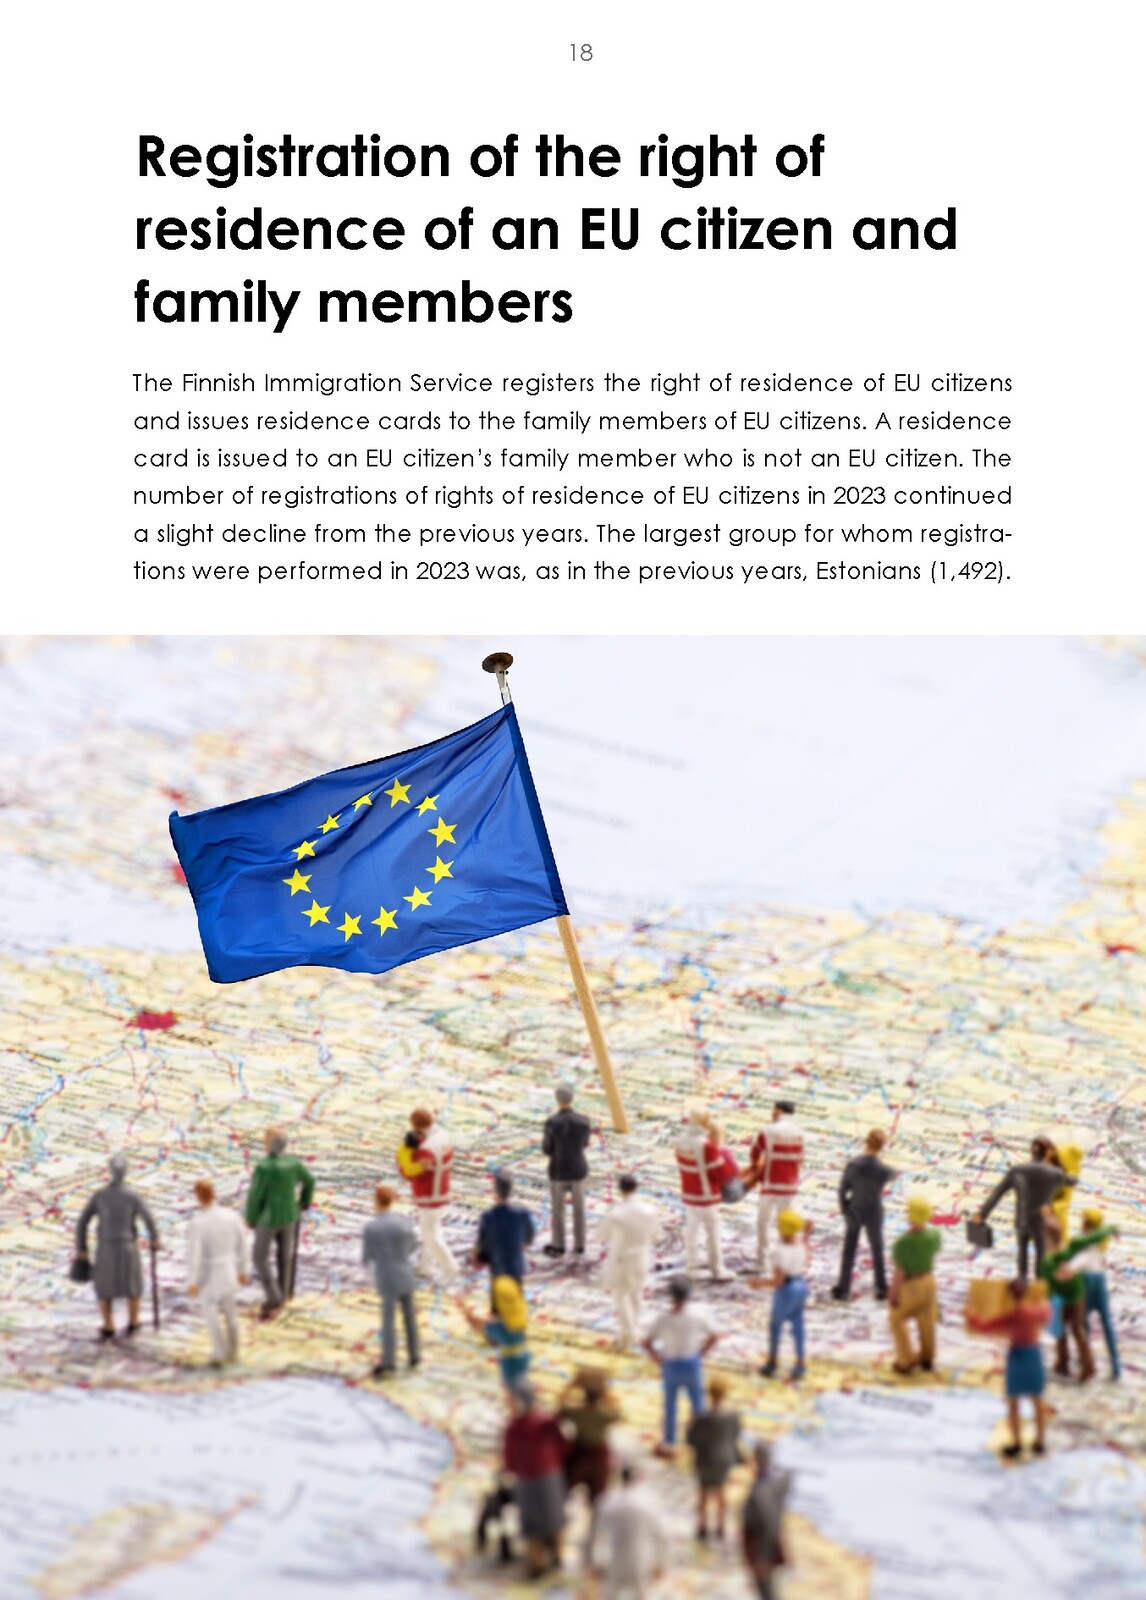 18
Registration of the right of
residence of an EU citizen and
family members
The Finnish Immigration Service registers the right of residence of EU citizens
and issues residence cards to the family members of EU citizens. A residence
card is issued to an EU citizen’s family member who is not an EU citizen. The
number of registrations of rights of residence of EU citizens in 2023 continued
a slight decline from the previous years. The largest group for whom registra-
tions were performed in 2023 was, as in the previous years, Estonians (1,492).